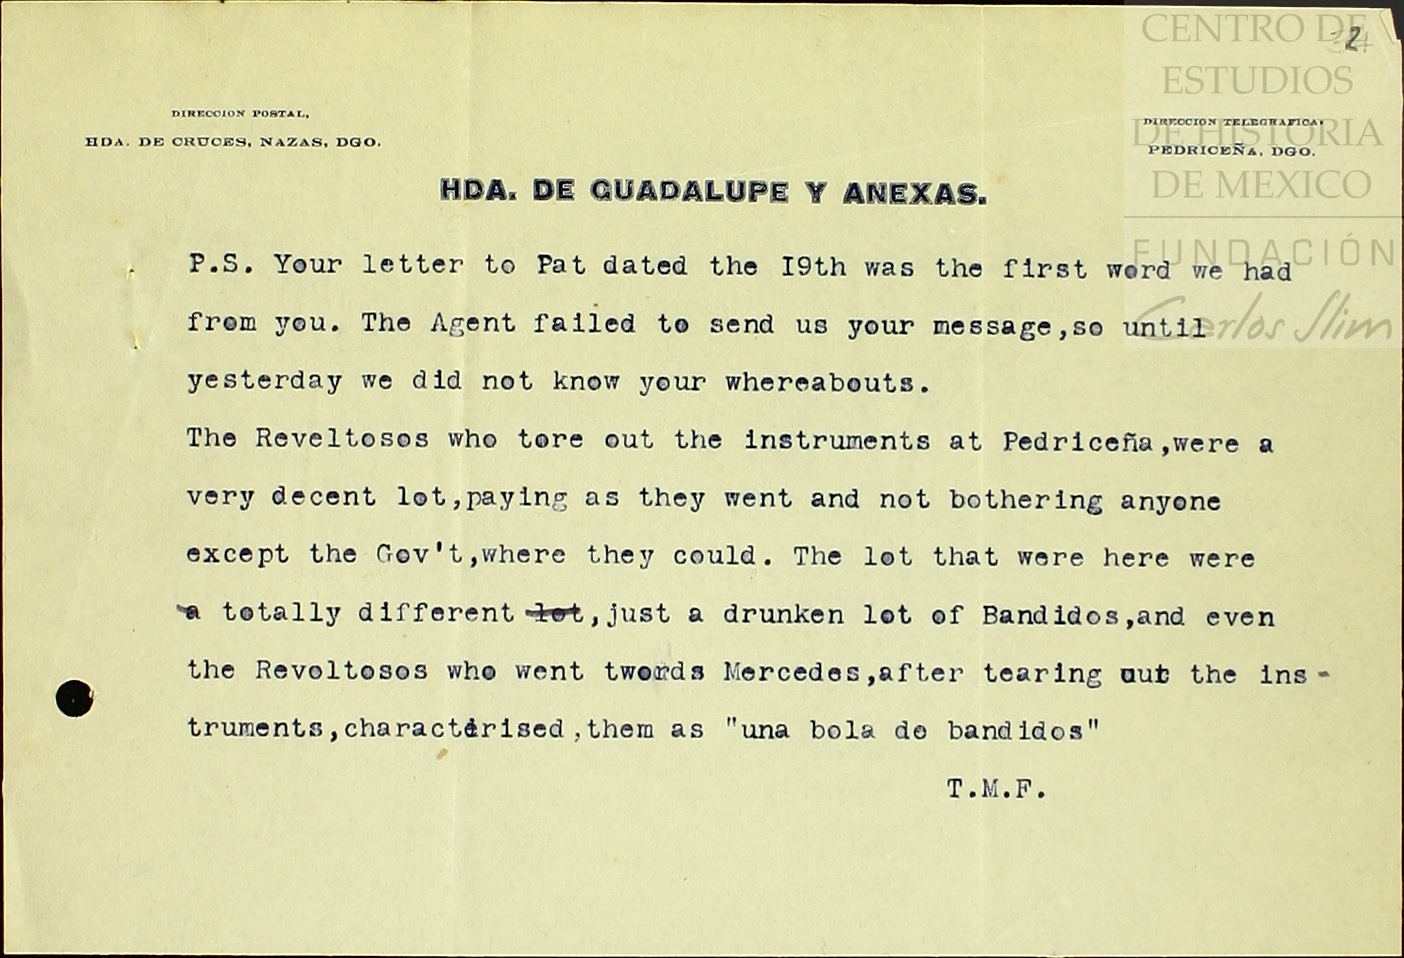 CENTRO DE
ESTUDIOS
DE HISTORIA
DE MEXICO
FUNDACIÓN
Carlos Slim
2
DIRECCION POSTAL,
HDA. DE CRUCES, NAZAS, DGO.
DIRECCION TELEGRAFICA,
PEDRICEÑA, DGO.
HDA. DE GUADALUPE Y ANEXAS.
P.S. Your letter to Pat dated the I9th was the first word we had
from you. The Agent failed to send us your message,so until
yesterday we did not know your whereabouts.
The Reveltosos who tore out the instruments at Pedriceña,were a
very decent lot,paying as they went and not bothering anyone
except the Gov't,where they could. The lot that were here were
a totally different lot,just a drunken lot of Bandidos,and even
the Revoltosos who went twords Mercedes,after tearing out the ins-
truments,charactirised,them as "una bola de bandidos"
T.M.F.